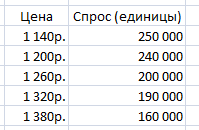 Цена Спрос (единицы)
1 140р. 250 000
1 200р. 240 000
1 260р. 200 000
1 320р. 190 000
1 380р. 160 000